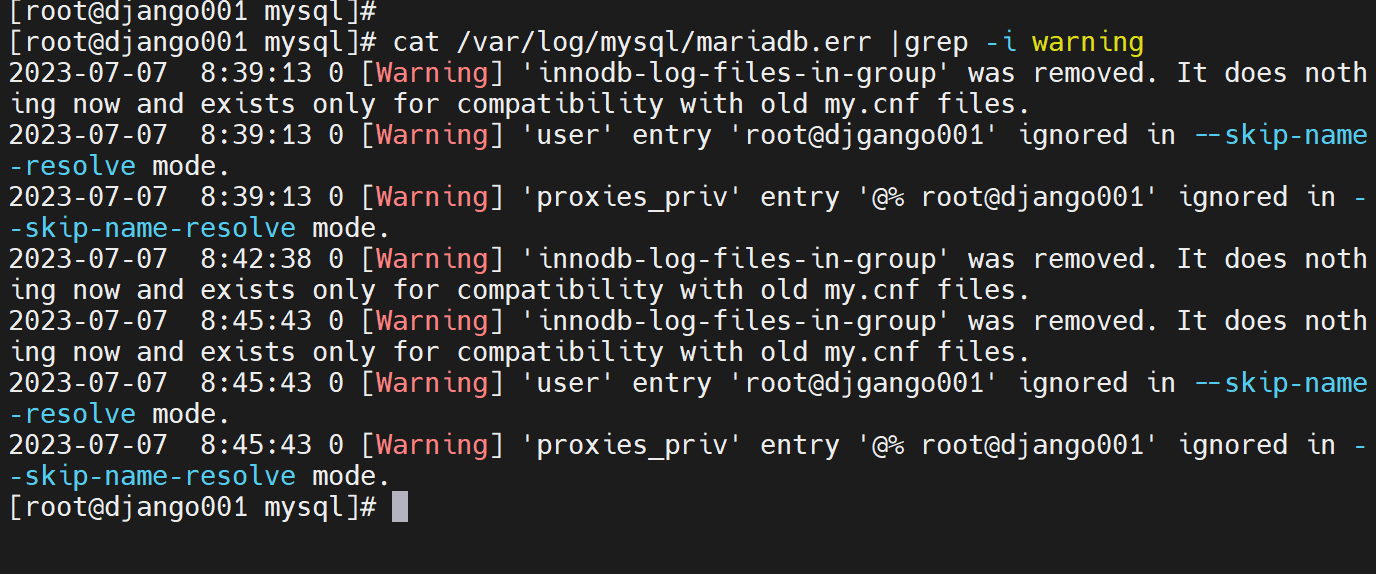 [root@django001 mysql]#
[root@django001 mysql]# cat /var/log/mysql/mariadb.err |grep -i warning
2023-07-07  8:39:13 0 [Warning] 'innodb-log-files-in-group' was removed. It does noth
ing now and exists only for compatibility with old my.cnf files.
2023-07-07  8:39:13 0 [Warning] 'user' entry 'root@djgango001' ignored in --skip-name
-resolve mode.
2023-07-07  8:39:13 0 [Warning] 'proxies_priv' entry '@% root@django001' ignored in -
-skip-name-resolve mode.
2023-07-07  8:42:38 0 [Warning] 'innodb-log-files-in-group' was removed. It does noth
ing now and exists only for compatibility with old my.cnf files.
2023-07-07  8:45:43 0 [Warning] 'innodb-log-files-in-group' was removed. It does noth
ing now and exists only for compatibility with old my.cnf files.
2023-07-07  8:45:43 0 [Warning] 'user' entry 'root@djgango001' ignored in --skip-name
-resolve mode.
2023-07-07  8:45:43 0 [Warning] 'proxies_priv' entry '@% root@django001' ignored in -
-skip-name-resolve mode.
[root@django001 mysql]#